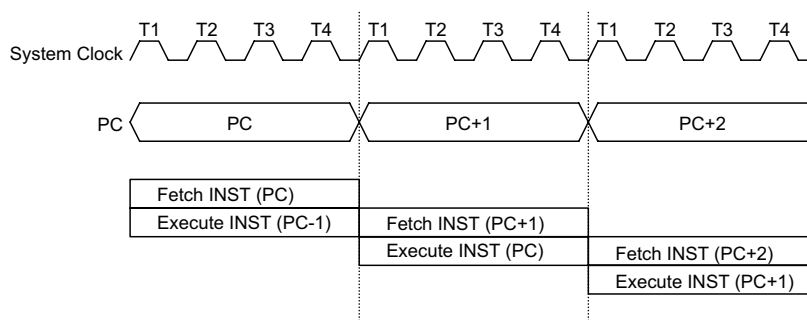 T1 T2 T3 T4 T1 T2 T3 T4 T1 T2 T3 T4
System Clock
PC PC PC+1 PC+2
Fetch INST (PC)
Execute INST (PC-1) Fetch INST (PC+1)
Execute INST (PC) Fetch INST (PC+2)
Execute INST (PC+1)